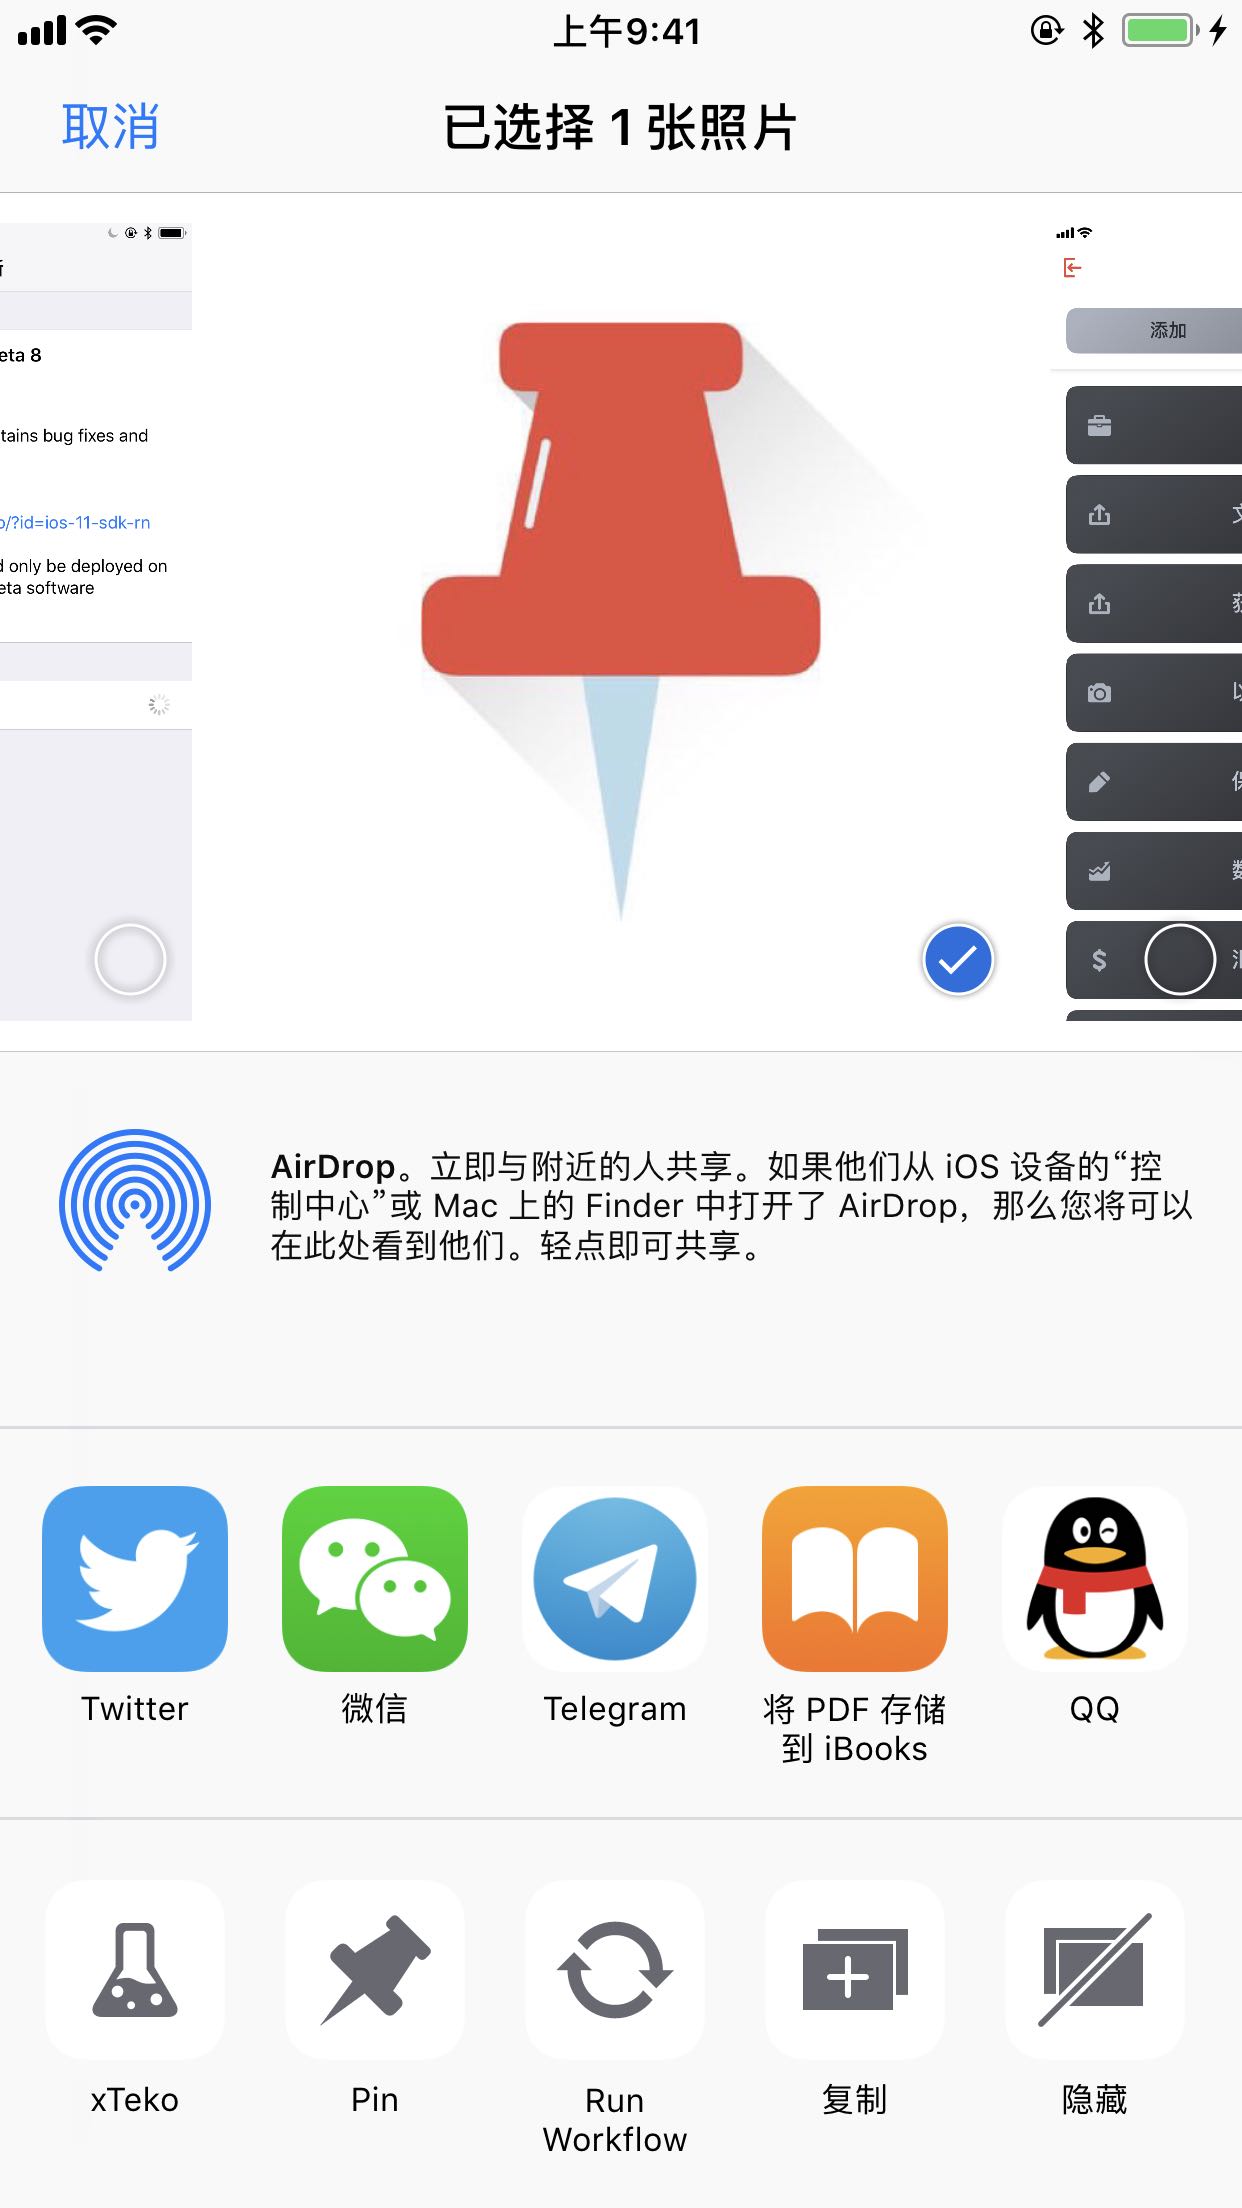 上午9:41
取消
已选择 1 张照片
eta 8
tains bug fixes and
o/?id=ios-11-sdk-rn
d only be deployed on
eta software
添加
AirDrop。立即与附近的人共享。如果他们从 iOS 设备的“控
制中心”或 Mac 上的 Finder 中打开了 AirDrop，那么您将可以
在此处看到他们。轻点即可共享。
Twitter
微信
Telegram
将 PDF 存储
到 iBooks
QQ
xTeko
Pin
Run
Workflow
复制
隐藏